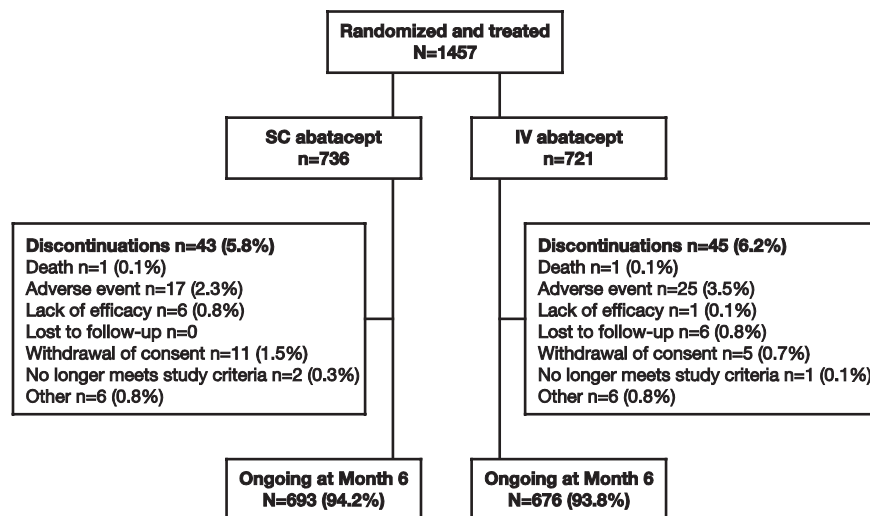 Randomized and treated
N=1457
SC abatacept
n=736
IV abatacept
n=721
Discontinuations n=43 (5.8%)
Death n=1 (0.1%)
Adverse event n=17 (2.3%)
Lack of efficacy n=6 (0.8%)
Lost to follow-up n=0
Withdrawal of consent n=11 (1.5%)
No longer meets study criteria n=2 (0.3%)
Other n=6 (0.8%)
Discontinuations n=45 (6.2%)
Death n=1 (0.1%)
Adverse event n=25 (3.5%)
Lack of efficacy n=1 (0.1%)
Lost to follow-up n=6 (0.8%)
Withdrawal of consent n=5 (0.7%)
No longer meets study criteria n=1 (0.1%)
Other n=6 (0.8%)
Ongoing at Month 6
N=693 (94.2%)
Ongoing at Month 6
N=676 (93.8%)